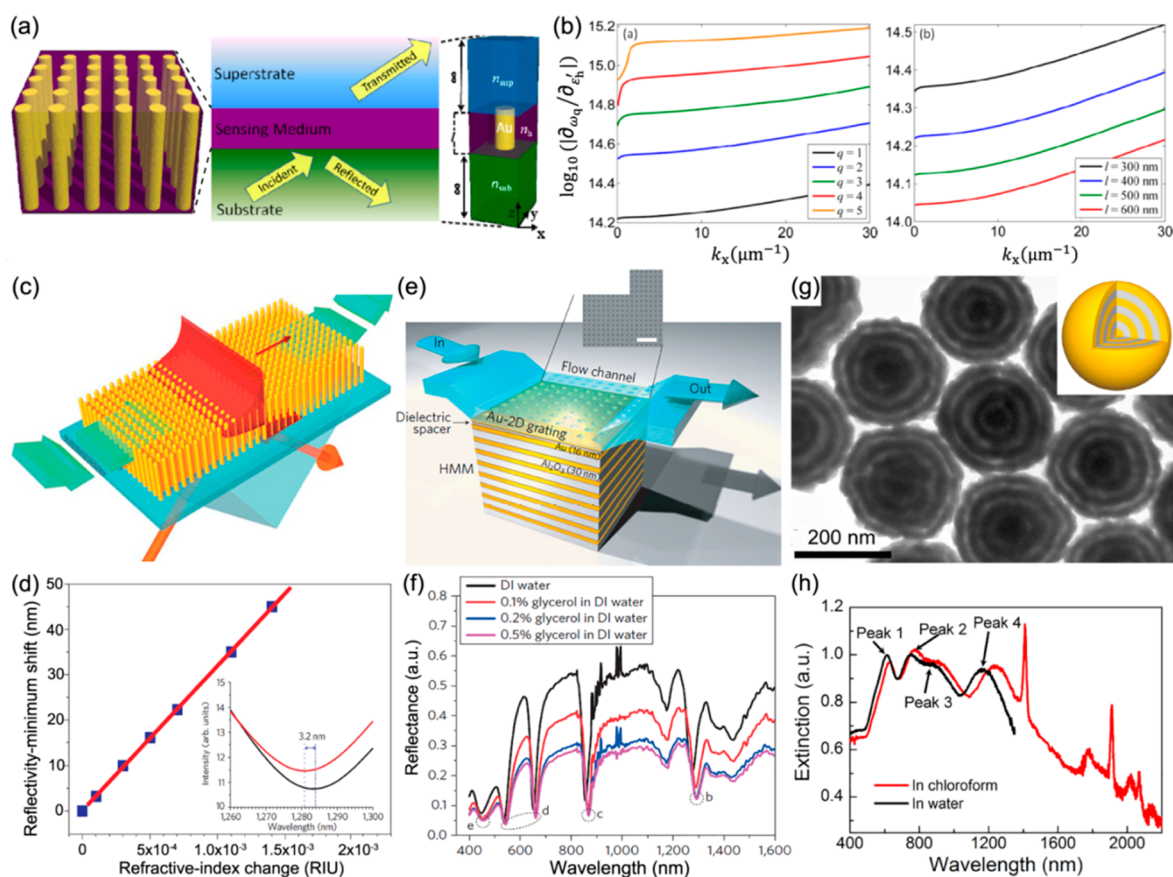 (a)
Superstrate
Transmitted
Sensing Medium
Incident
Reflected
Substrate
∞
l
∞
n_sup
Au
n_h
n_sub
z
y
x
(b)
(a)
15.2
15.0
14.8
14.6
14.4
14.2
log₁₀(|∂ω_q/∂ε′_h|)
q = 1
q = 2
q = 3
q = 4
q = 5
0 10 20 30
k_x(μm⁻¹)
(b)
14.5
14.4
14.3
14.2
14.1
14.0
l = 300 nm
l = 400 nm
l = 500 nm
l = 600 nm
0 10 20 30
k_x(μm⁻¹)
(c)
(d)
Reflectivity-minimum shift (nm)
50
40
30
20
10
0
15
14
13
12
11
10
Intensity (arb. units)
3.2 nm
1,260 1,280 1,300
Wavelength (nm)
0 5×10⁻⁴ 1×10⁻³ 1.5×10⁻³ 2×10⁻³
Refractive-index change (RIU)
(e)
In
Flow channel
Out
Au-2D grating
Dielectric
spacer
Au (16 nm)
Al₂O₃ (30 nm)
HMM
(f)
DI water
0.1% glycerol in DI water
0.2% glycerol in DI water
0.5% glycerol in DI water
Reflectance (a.u.)
0.8
0.7
0.6
0.5
0.4
0.3
0.2
0.1
0.0
e
d
c
b
400 600 800 1,000 1,200 1,400 1,600
Wavelength (nm)
(g)
200 nm
(h)
Extinction (a.u.)
1.2
1.0
0.8
0.6
0.4
Peak 1
Peak 2
Peak 4
Peak 3
In chloroform
In water
400 800 1200 1600 2000
Wavelength (nm)